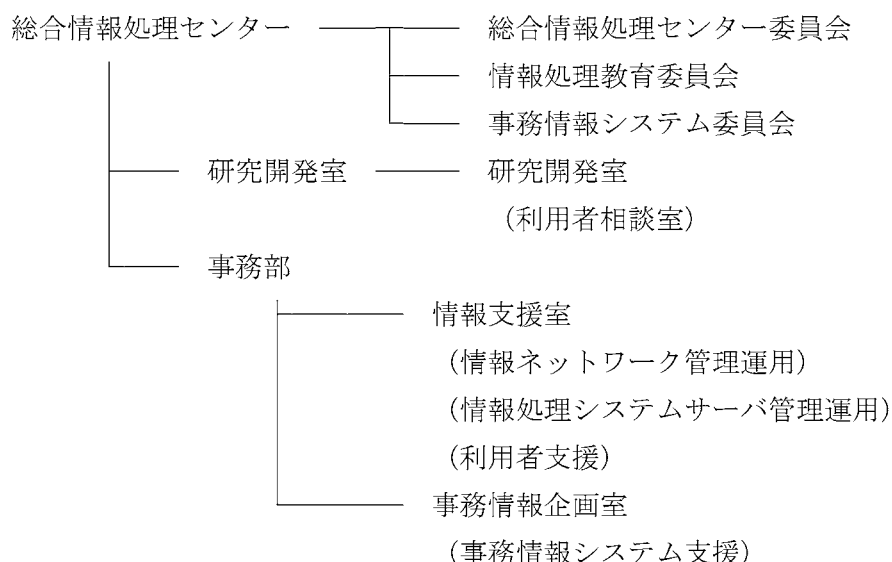 総合情報処理センター 総合情報処理センター委員会
情報処理教育委員会
事務情報システム委員会
研究開発室 研究開発室
（利用者相談室）
事務部
情報支援室
（情報ネットワーク管理運用）
（情報処理システムサーバ管理運用）
（利用者支援）
事務情報企画室
（事務情報システム支援）